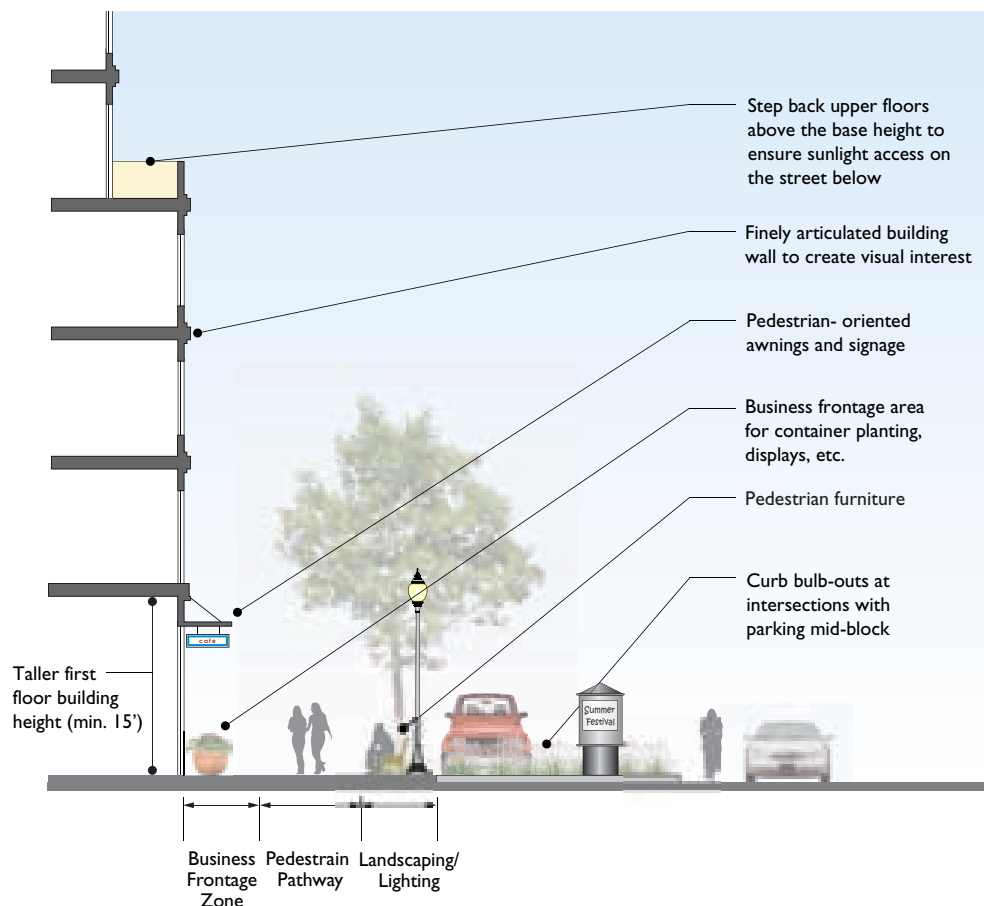 Step back upper floors
above the base height to
ensure sunlight access on
the street below
Finely articulated building
wall to create visual interest
Pedestrian- oriented
awnings and signage
Business frontage area
for container planting,
displays, etc.
Pedestrian furniture
Curb bulb-outs at
intersections with
parking mid-block
cafe
Taller first
floor building
height (min. 15')
Summer
Festival
Business
Frontage
Zone
Pedestrain
Pathway
Landscaping/
Lighting